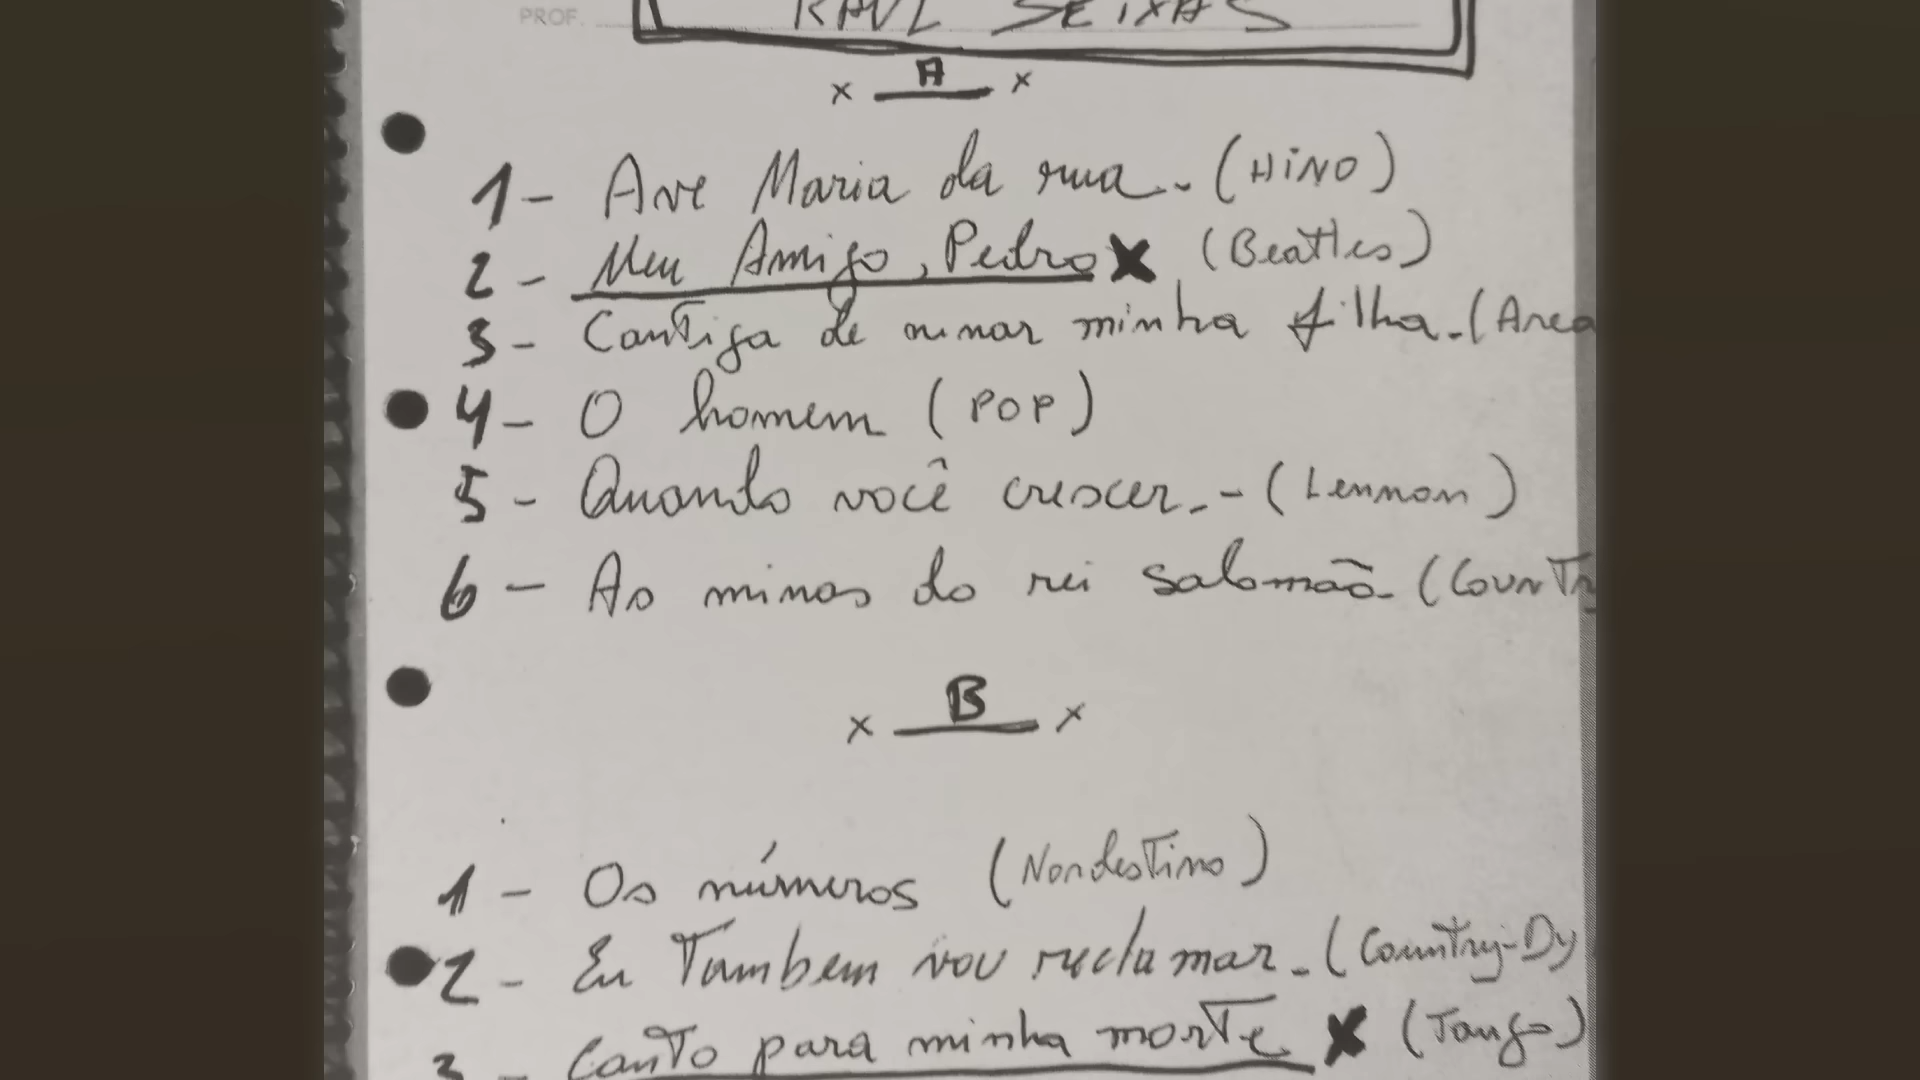 PROF.
RAUL SEIXAS
x A x
1 - Ave Maria da rua - (HINO)
2 - Meu Amigo, Pedro X (Beatles)
3 - Cantiga de ninar minha filha - (Area
4 - O homem (POP)
5 - Quando você crescer - (Lennon)
6 - As minas do rei salomão - (Country
x B x
1 - Os números (Nordestino)
2 - Eu Tambem vou reclamar - (Country-Dy
3 - Canto para minha morte X (Tango)